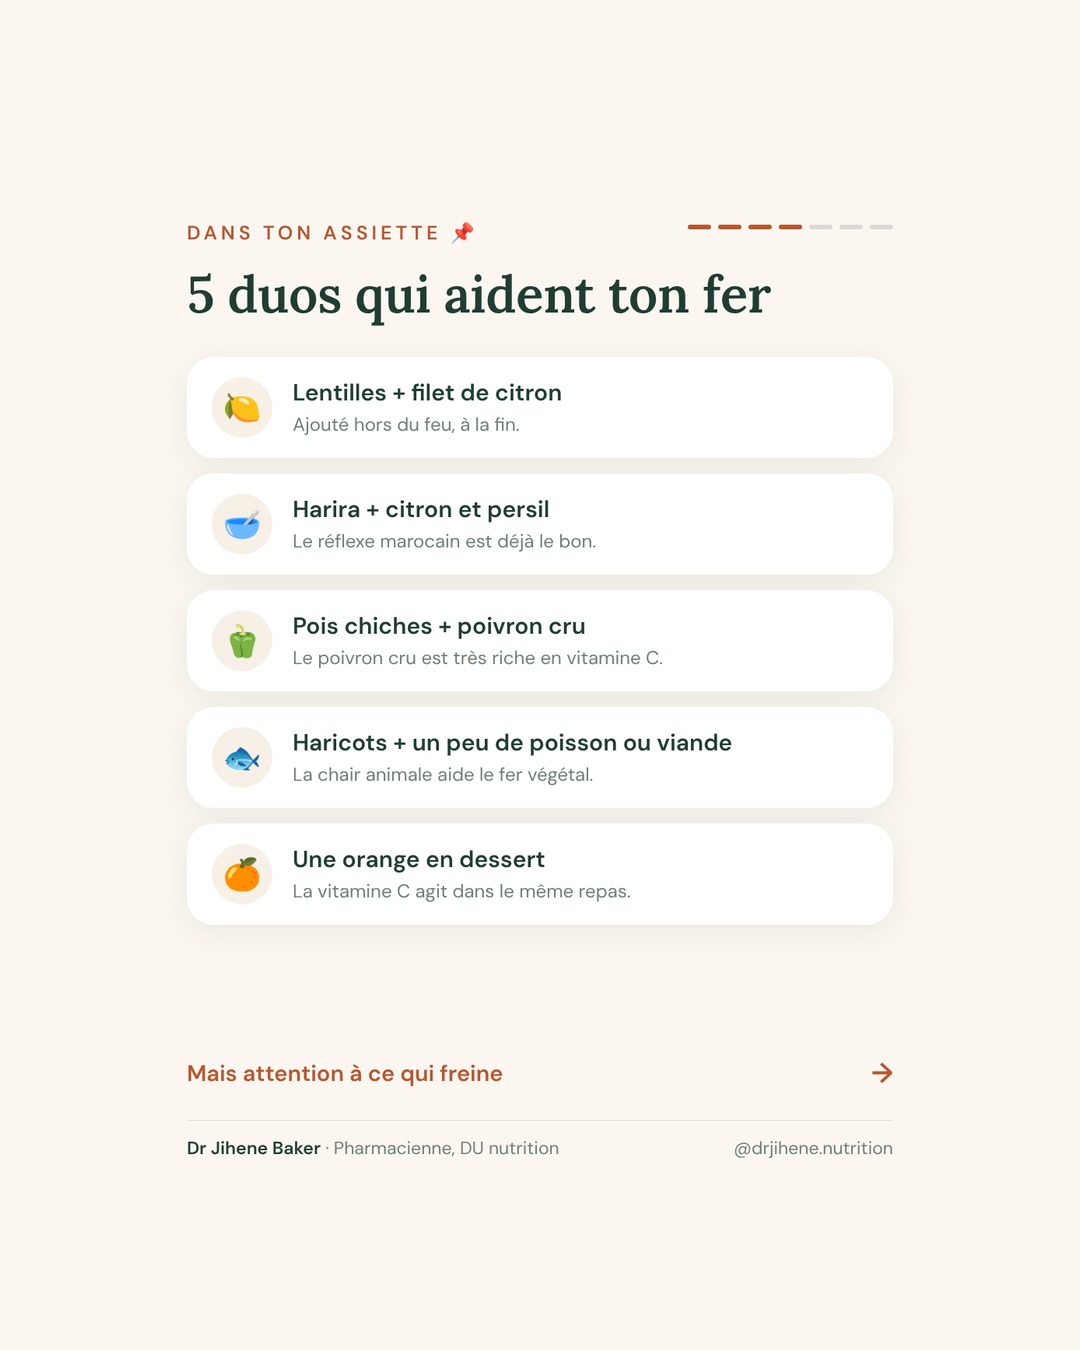 DANS TON ASSIETTE 📌
5 duos qui aident ton fer
Lentilles + filet de citron
Ajouté hors du feu, à la fin.
Harira + citron et persil
Le réflexe marocain est déjà le bon.
Pois chiches + poivron cru
Le poivron cru est très riche en vitamine C.
Haricots + un peu de poisson ou viande
La chair animale aide le fer végétal.
Une orange en dessert
La vitamine C agit dans le même repas.
Mais attention à ce qui freine →
Dr Jihene Baker · Pharmacienne, DU nutrition
@drjihene.nutrition